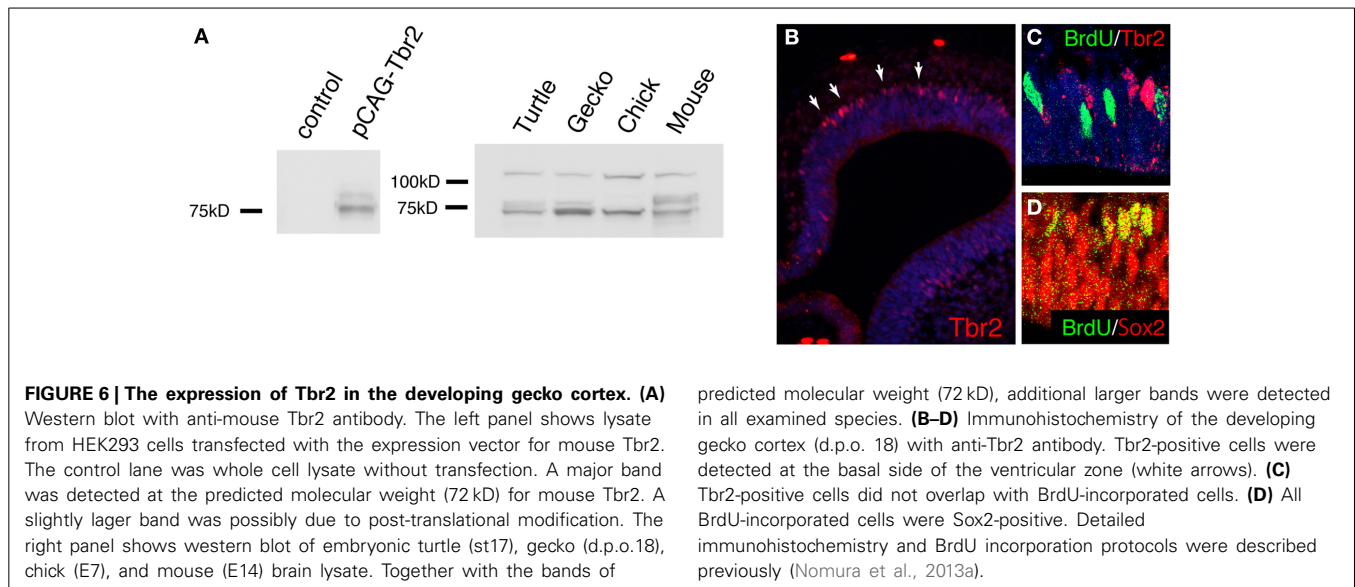 A
control
pCAG-Tbr2
75kD
Turtle
Gecko
Chick
Mouse
100kD
75kD
B
Tbr2
C
BrdU/Tbr2
D
BrdU/Sox2
FIGURE 6 | The expression of Tbr2 in the developing gecko cortex. (A)
Western blot with anti-mouse Tbr2 antibody. The left panel shows lysate
from HEK293 cells transfected with the expression vector for mouse Tbr2.
The control lane was whole cell lysate without transfection. A major band
was detected at the predicted molecular weight (72 kD) for mouse Tbr2. A
slightly lager band was possibly due to post-translational modification. The
right panel shows western blot of embryonic turtle (st17), gecko (d.p.o.18),
chick (E7), and mouse (E14) brain lysate. Together with the bands of
predicted molecular weight (72 kD), additional larger bands were detected
in all examined species. (B–D) Immunohistochemistry of the developing
gecko cortex (d.p.o. 18) with anti-Tbr2 antibody. Tbr2-positive cells were
detected at the basal side of the ventricular zone (white arrows). (C)
Tbr2-positive cells did not overlap with BrdU-incorporated cells. (D) All
BrdU-incorporated cells were Sox2-positive. Detailed
immunohistochemistry and BrdU incorporation protocols were described
previously (Nomura et al., 2013a).